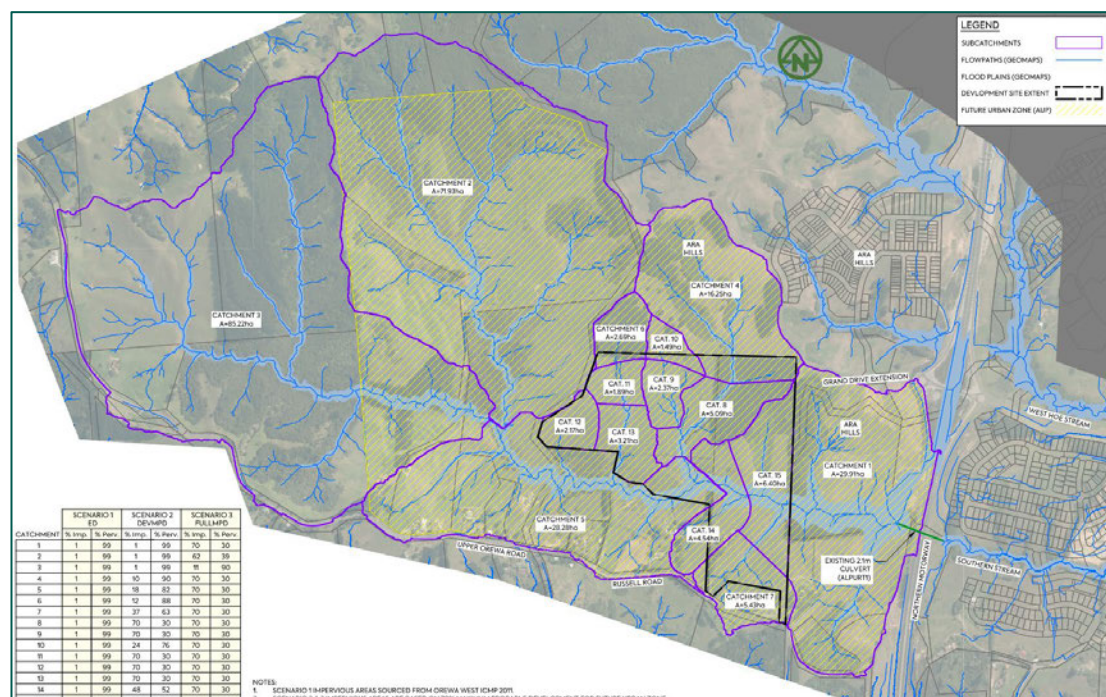 LEGEND
SUBCATCHMENTS
FLOWPATHS (GEOMAPS)
FLOOD PLAINS (GEOMAPS)
DEVLOPMENT SITE EXTENT
FUTURE URBAN ZONE (AUP)
N
CATCHMENT 2
A=71.93ha
ARA
HILLS
ARA
HILLS
CATCHMENT 4
A=16.25ha
CATCHMENT 3
A=85.22ha
CATCHMENT 6
A=2.69ha
CAT. 10
A=1.49ha
CAT. 11
A=1.89ha
CAT. 9
A=2.37ha
GRAND DRIVE EXTENSION
CAT. 8
A=5.09ha
WEST HOE STREAM
CAT. 12
A=2.17ha
CAT. 13
A=3.21ha
ARA
HILLS
CATCHMENT 1
A=29.91ha
CAT. 15
A=6.40ha
CATCHMENT 5
A=28.28ha
CAT. 14
A=4.54ha
UPPER OREWA ROAD
RUSSELL ROAD
EXISTING 2.1m
CULVERT
(ALPURT1)
NORTHERN MOTORWAY
SOUTHERN STREAM
CATCHMENT 7
A=5.43ha
SCENARIO 1 SCENARIO 2 SCENARIO 3
ED DEVMPD FULLMPD
CATCHMENT % Imp. % Perv. % Imp. % Perv. % Imp. % Perv.
1 1 99 1 99 70 30
2 1 99 1 99 62 38
3 1 99 1 99 11 90
4 1 99 10 90 70 30
5 1 99 18 82 70 30
6 1 99 12 88 70 30
7 1 99 37 63 70 30
8 1 99 70 30 70 30
9 1 99 70 30 70 30
10 1 99 24 76 70 30
11 1 99 70 30 70 30
12 1 99 70 30 70 30
13 1 99 70 30 70 30
14 1 99 48 52 70 30
NOTES:
1. SCENARIO 1 IMPERVIOUS AREAS SOURCED FROM OREWA WEST ICMP 2011.